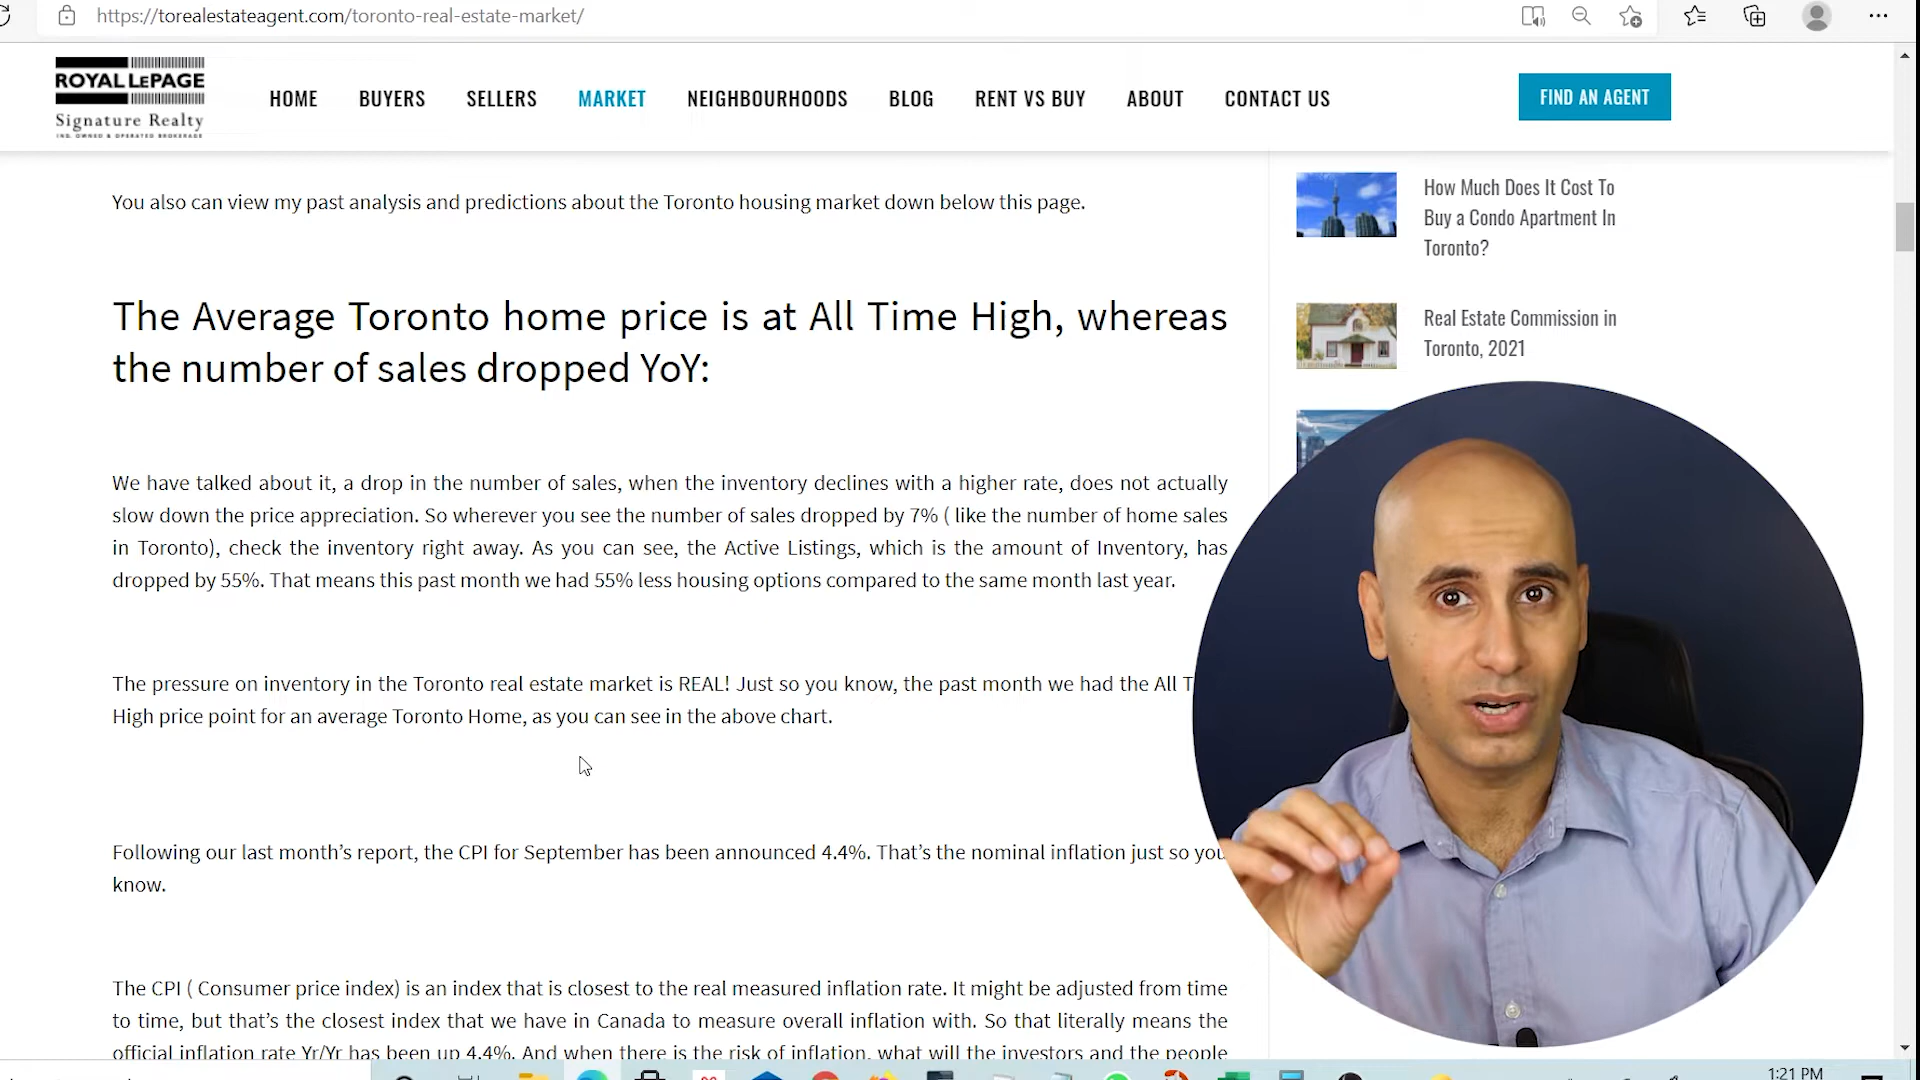 https://torealestateagent.com/toronto-real-estate-market/
ROYAL LEPAGE
Signature Realty
INC. OWNED & OPERATED BROKERAGE
HOME BUYERS SELLERS MARKET NEIGHBOURHOODS BLOG RENT VS BUY ABOUT CONTACT US
FIND AN AGENT
You also can view my past analysis and predictions about the Toronto housing market down below this page.
The Average Toronto home price is at All Time High, whereas
the number of sales dropped YoY:
We have talked about it, a drop in the number of sales, when the inventory declines with a higher rate, does not actually
slow down the price appreciation. So wherever you see the number of sales dropped by 7% ( like the number of home sales
in Toronto), check the inventory right away. As you can see, the Active Listings, which is the amount of Inventory, has
dropped by 55%. That means this past month we had 55% less housing options compared to the same month last year.
The pressure on inventory in the Toronto real estate market is REAL! Just so you know, the past month we had the All T
High price point for an average Toronto Home, as you can see in the above chart.
Following our last month's report, the CPI for September has been announced 4.4%. That's the nominal inflation just so you
know.
The CPI ( Consumer price index) is an index that is closest to the real measured inflation rate. It might be adjusted from time
to time, but that's the closest index that we have in Canada to measure overall inflation with. So that literally means the
official inflation rate Yr/Yr has been up 4.4%. And when there is the risk of inflation, what will the investors and the people
How Much Does It Cost To
Buy a Condo Apartment In
Toronto?
Real Estate Commission in
Toronto, 2021
1:21 PM